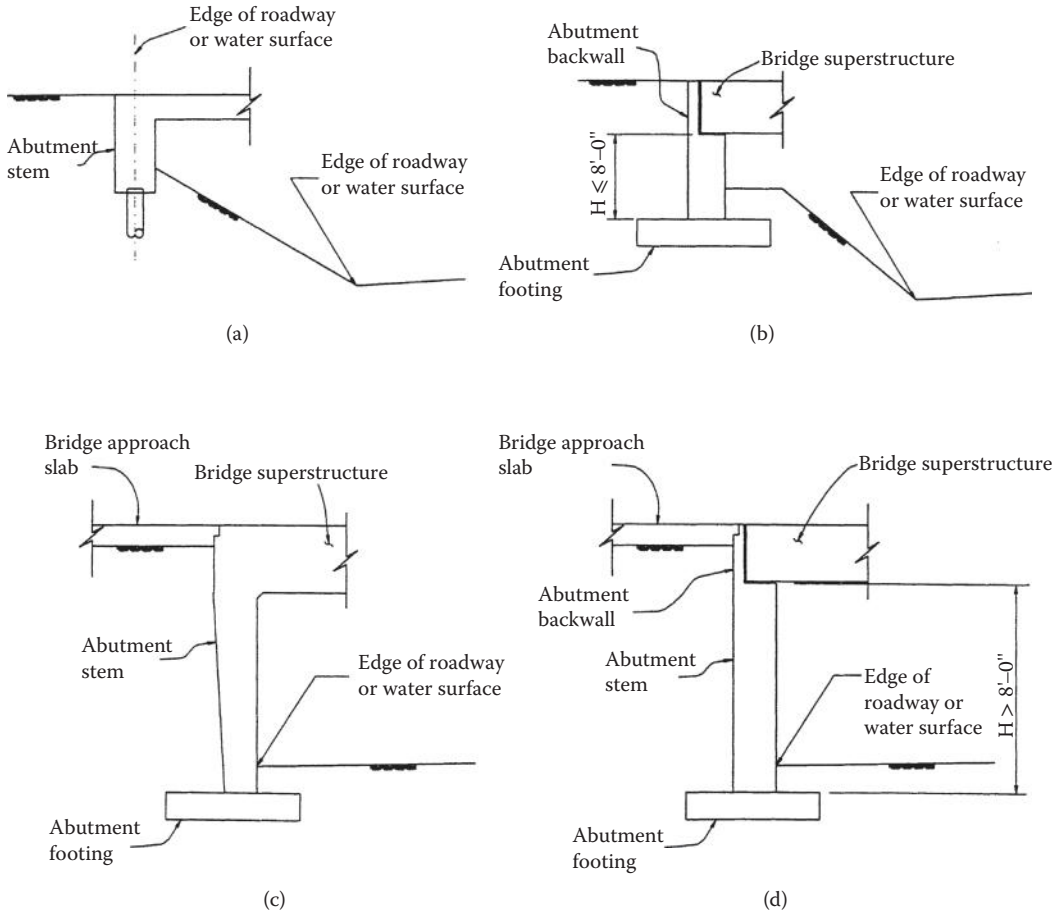 Edge of roadway
or water surface
Abutment
stem
Edge of roadway
or water surface
(a)
Abutment
backwall
Bridge superstructure
H ≤ 8'–0"
Edge of roadway
or water surface
Abutment
footing
(b)
Bridge approach
slab
Bridge superstructure
Abutment
stem
Edge of roadway
or water surface
Abutment
footing
(c)
Bridge approach
slab
Bridge superstructure
Abutment
backwall
Abutment
stem
Edge of
roadway or
water surface
H > 8'–0"
Abutment
footing
(d)